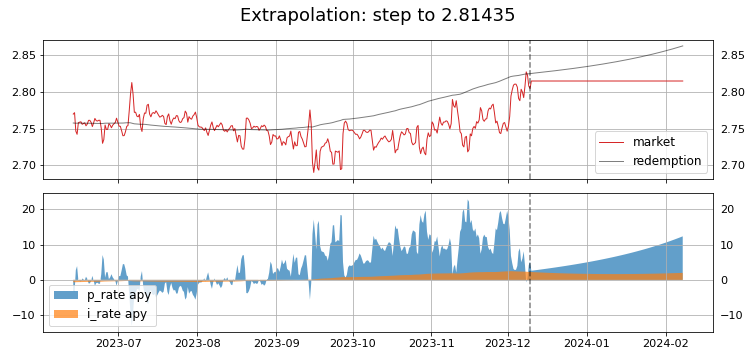 Extrapolation: step to 2.81435
2.85 2.85
2.80 2.80
2.75 2.75
2.70 2.70
market
redemption
20 20
10 10
0 0
−10 −10
p_rate apy
i_rate apy
2023-07 2023-08 2023-09 2023-10 2023-11 2023-12 2024-01 2024-02